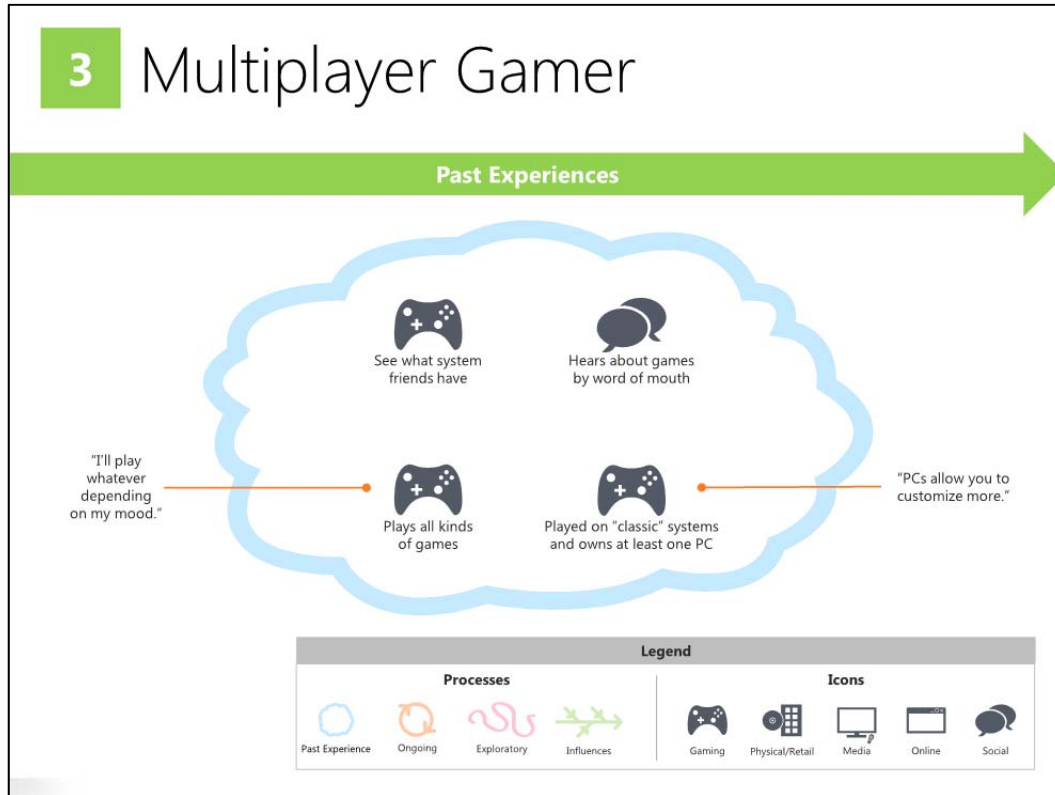 3 Multiplayer Gamer
Past Experiences
See what system
friends have
Hears about games
by word of mouth
"I'll play
whatever
depending
on my mood."
Plays all kinds
of games
Played on "classic" systems
and owns at least one PC
"PCs allow you to
customize more."
Legend
Processes
Past Experience
Ongoing
Exploratory
Influences
Icons
Gaming
Physical/Retail
Media
Online
Social